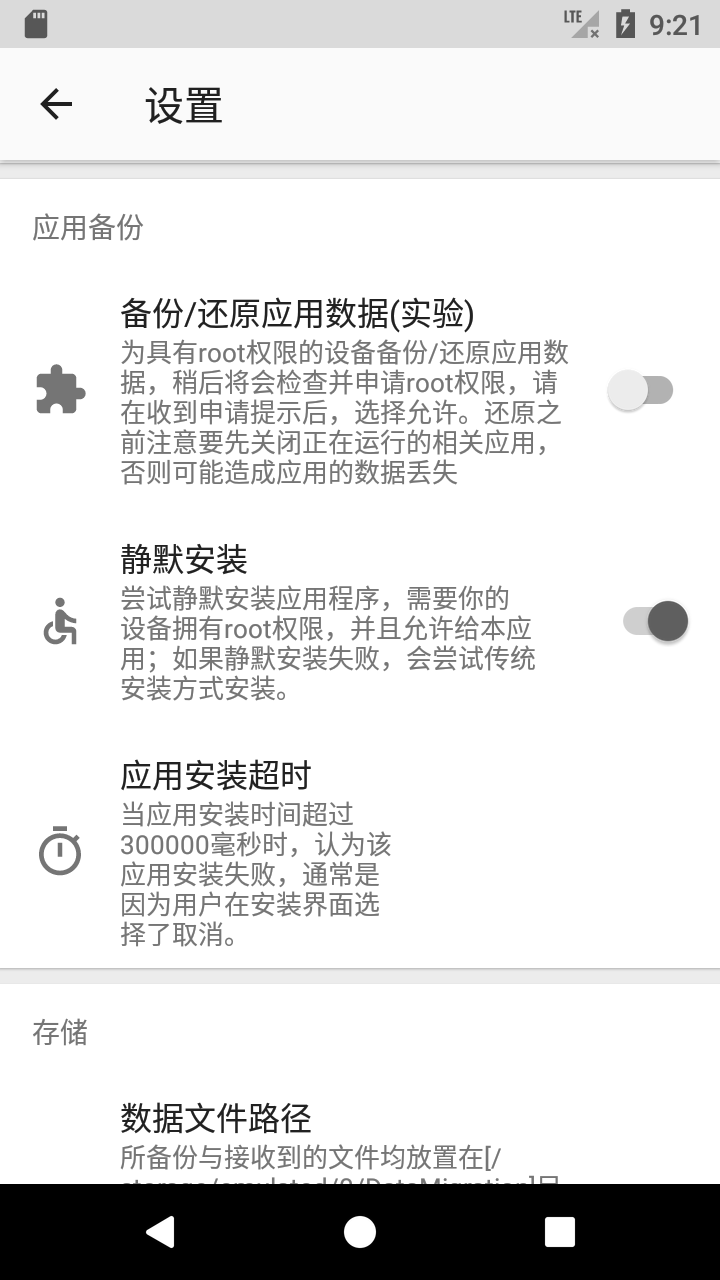 LTE 9:21
设置
应用备份
备份/还原应用数据(实验)
为具有root权限的设备备份/还原应用数
据，稍后将会检查并申请root权限，请
在收到申请提示后，选择允许。还原之
前注意要先关闭正在运行的相关应用，
否则可能造成应用的数据丢失
静默安装
尝试静默安装应用程序，需要你的
设备拥有root权限，并且允许给本应
用；如果静默安装失败，会尝试传统
安装方式安装。
应用安装超时
当应用安装时间超过
300000毫秒时，认为该
应用安装失败，通常是
因为用户在安装界面选
择了取消。
存储
数据文件路径
所备份与接收到的文件均放置在[/
storage/emulated/0/DataMigration]目